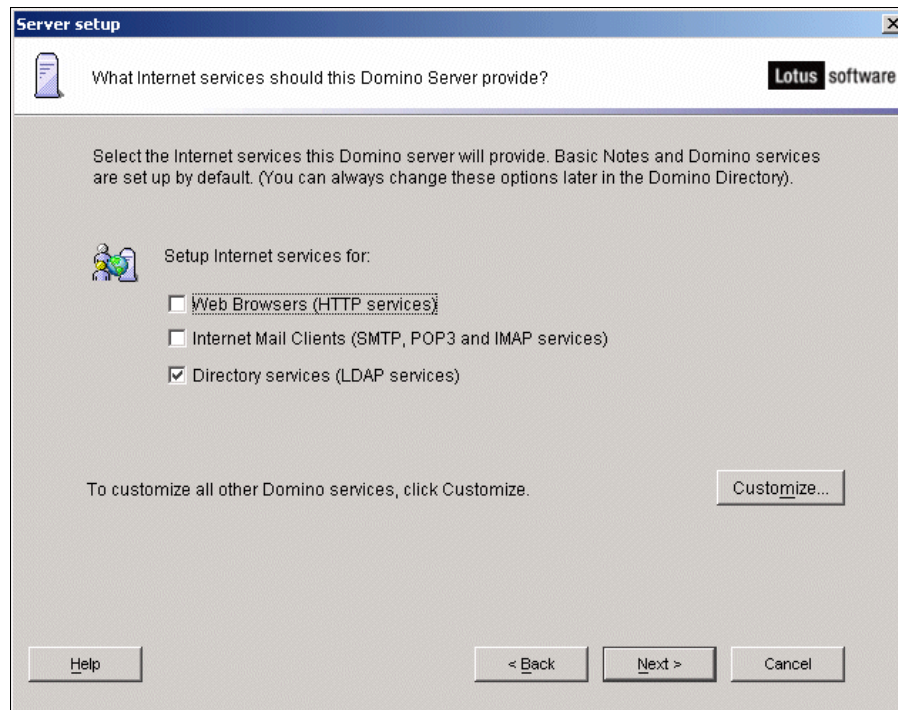 Server setup
What Internet services should this Domino Server provide?
Lotus software
Select the Internet services this Domino server will provide. Basic Notes and Domino services
are set up by default. (You can always change these options later in the Domino Directory).
Setup Internet services for:
Web Browsers (HTTP services)
Internet Mail Clients (SMTP, POP3 and IMAP services)
Directory services (LDAP services)
To customize all other Domino services, click Customize.
Customize...
Help
< Back
Next >
Cancel